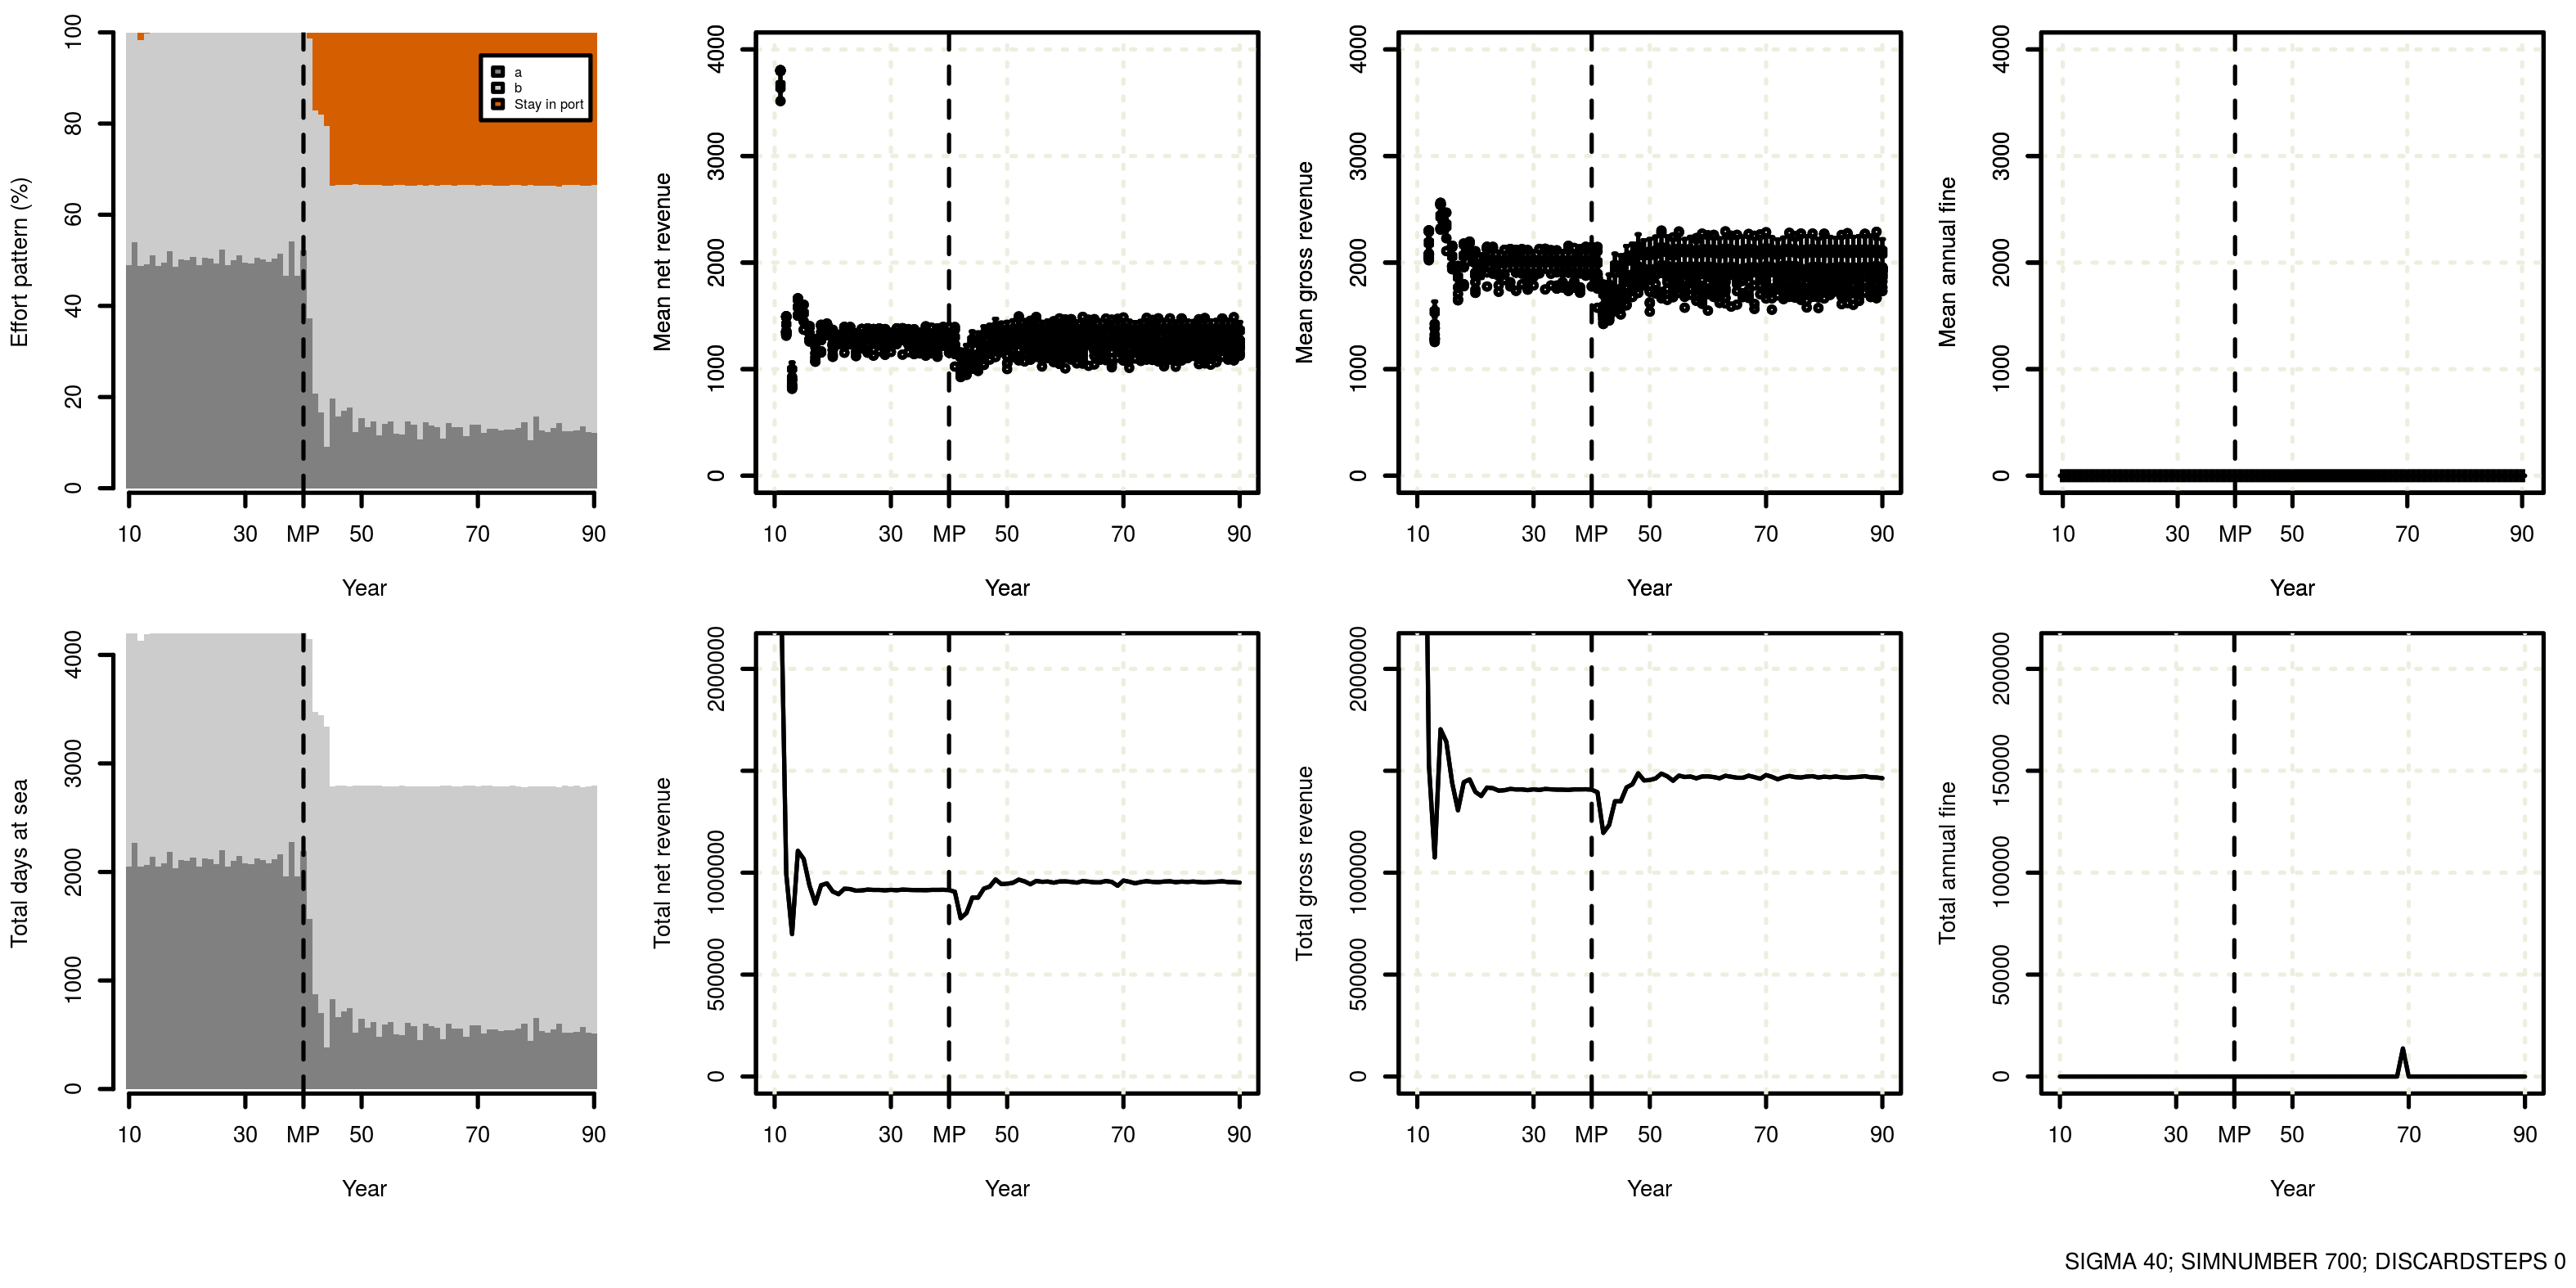 Effort pattern (%)
0 20 40 60 80 100
a
b
Stay in port
10 30 MP 50 70 90
Year
Mean net revenue
0 1000 2000 3000 4000
10 30 MP 50 70 90
Year
Mean gross revenue
0 1000 2000 3000 4000
10 30 MP 50 70 90
Year
Mean annual fine
0 1000 2000 3000 4000
10 30 MP 50 70 90
Year
Total days at sea
0 1000 2000 3000 4000
10 30 MP 50 70 90
Year
Total net revenue
0 500000 1000000 2000000
10 30 MP 50 70 90
Year
Total gross revenue
0 500000 1000000 2000000
10 30 MP 50 70 90
Year
Total annual fine
0 50000 100000 150000 200000
10 30 MP 50 70 90
Year
SIGMA 40; SIMNUMBER 700; DISCARDSTEPS 0